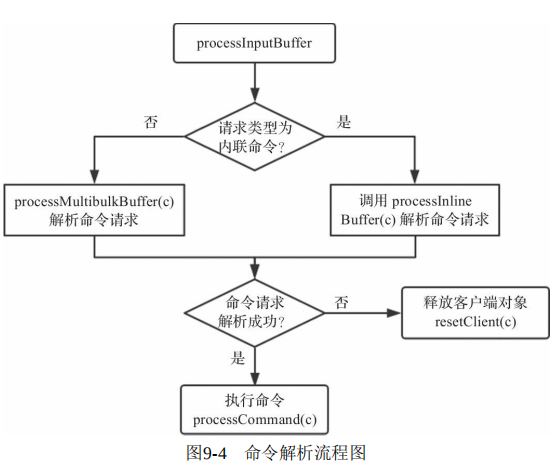 processInputBuffer
请求类型为
内联命令?
否
是
processMultibulkBuffer(c)
解析命令请求
调用 processInline
Buffer(c) 解析命令请求
命令请求
解析成功?
否
释放客户端对象
resetClient(c)
是
执行命令
processCommand(c)
图9-4 命令解析流程图